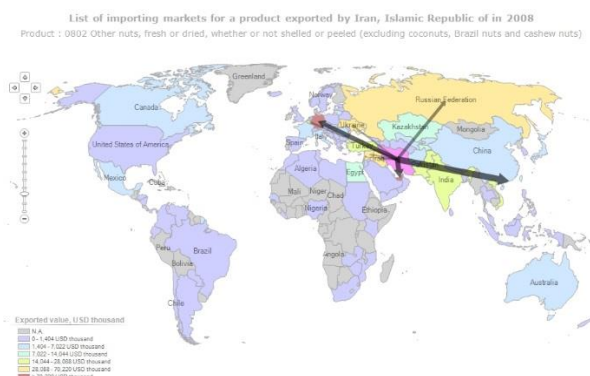 List of importing markets for a product exported by Iran, Islamic Republic of in 2008
Product : 0802 Other nuts, fresh or dried, whether or not shelled or peeled (excluding coconuts, Brazil nuts and cashew nuts)
Greenland
Norway
Russian Federation
Canada
Ukraine
Kazakhstan
Mongolia
United States of America
Spain
China
Algeria
Egypt
Mexico
Cuba
India
Mali
Niger
Chad
Nigeria
Ethiopia
Peru
Brazil
Bolivia
Angola
Australia
Chile
Exported value, USD thousand
N.A.
0 - 1,404 USD thousand
1,404 - 7,022 USD thousand
7,022 - 14,044 USD thousand
14,044 - 28,088 USD thousand
28,088 - 70,220 USD thousand